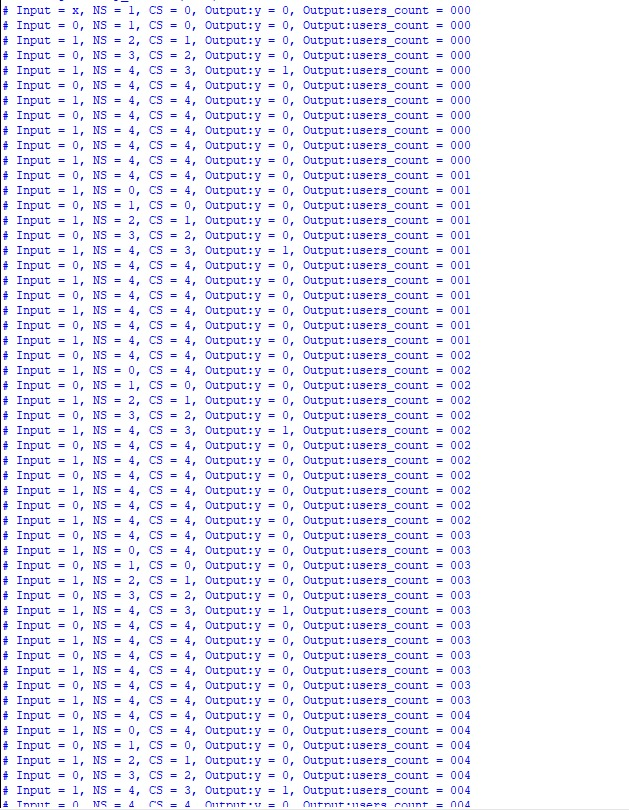 # Input = x, NS = 1, CS = 0, Output:y = 0, Output:users_count = 000
# Input = 0, NS = 1, CS = 0, Output:y = 0, Output:users_count = 000
# Input = 1, NS = 2, CS = 1, Output:y = 0, Output:users_count = 000
# Input = 0, NS = 3, CS = 2, Output:y = 0, Output:users_count = 000
# Input = 1, NS = 4, CS = 3, Output:y = 1, Output:users_count = 000
# Input = 0, NS = 4, CS = 4, Output:y = 0, Output:users_count = 000
# Input = 1, NS = 4, CS = 4, Output:y = 0, Output:users_count = 000
# Input = 0, NS = 4, CS = 4, Output:y = 0, Output:users_count = 000
# Input = 1, NS = 4, CS = 4, Output:y = 0, Output:users_count = 000
# Input = 0, NS = 4, CS = 4, Output:y = 0, Output:users_count = 000
# Input = 1, NS = 4, CS = 4, Output:y = 0, Output:users_count = 000
# Input = 0, NS = 4, CS = 4, Output:y = 0, Output:users_count = 001
# Input = 1, NS = 0, CS = 4, Output:y = 0, Output:users_count = 001
# Input = 0, NS = 1, CS = 0, Output:y = 0, Output:users_count = 001
# Input = 1, NS = 2, CS = 1, Output:y = 0, Output:users_count = 001
# Input = 0, NS = 3, CS = 2, Output:y = 0, Output:users_count = 001
# Input = 1, NS = 4, CS = 3, Output:y = 1, Output:users_count = 001
# Input = 0, NS = 4, CS = 4, Output:y = 0, Output:users_count = 001
# Input = 1, NS = 4, CS = 4, Output:y = 0, Output:users_count = 001
# Input = 0, NS = 4, CS = 4, Output:y = 0, Output:users_count = 001
# Input = 1, NS = 4, CS = 4, Output:y = 0, Output:users_count = 001
# Input = 0, NS = 4, CS = 4, Output:y = 0, Output:users_count = 001
# Input = 1, NS = 4, CS = 4, Output:y = 0, Output:users_count = 001
# Input = 0, NS = 4, CS = 4, Output:y = 0, Output:users_count = 002
# Input = 1, NS = 0, CS = 4, Output:y = 0, Output:users_count = 002
# Input = 0, NS = 1, CS = 0, Output:y = 0, Output:users_count = 002
# Input = 1, NS = 2, CS = 1, Output:y = 0, Output:users_count = 002
# Input = 0, NS = 3, CS = 2, Output:y = 0, Output:users_count = 002
# Input = 1, NS = 4, CS = 3, Output:y = 1, Output:users_count = 002
# Input = 0, NS = 4, CS = 4, Output:y = 0, Output:users_count = 002
# Input = 1, NS = 4, CS = 4, Output:y = 0, Output:users_count = 002
# Input = 0, NS = 4, CS = 4, Output:y = 0, Output:users_count = 002
# Input = 1, NS = 4, CS = 4, Output:y = 0, Output:users_count = 002
# Input = 0, NS = 4, CS = 4, Output:y = 0, Output:users_count = 002
# Input = 1, NS = 4, CS = 4, Output:y = 0, Output:users_count = 002
# Input = 0, NS = 4, CS = 4, Output:y = 0, Output:users_count = 003
# Input = 1, NS = 0, CS = 4, Output:y = 0, Output:users_count = 003
# Input = 0, NS = 1, CS = 0, Output:y = 0, Output:users_count = 003
# Input = 1, NS = 2, CS = 1, Output:y = 0, Output:users_count = 003
# Input = 0, NS = 3, CS = 2, Output:y = 0, Output:users_count = 003
# Input = 1, NS = 4, CS = 3, Output:y = 1, Output:users_count = 003
# Input = 0, NS = 4, CS = 4, Output:y = 0, Output:users_count = 003
# Input = 1, NS = 4, CS = 4, Output:y = 0, Output:users_count = 003
# Input = 0, NS = 4, CS = 4, Output:y = 0, Output:users_count = 003
# Input = 1, NS = 4, CS = 4, Output:y = 0, Output:users_count = 003
# Input = 0, NS = 4, CS = 4, Output:y = 0, Output:users_count = 003
# Input = 1, NS = 4, CS = 4, Output:y = 0, Output:users_count = 003
# Input = 0, NS = 4, CS = 4, Output:y = 0, Output:users_count = 004
# Input = 1, NS = 0, CS = 4, Output:y = 0, Output:users_count = 004
# Input = 0, NS = 1, CS = 0, Output:y = 0, Output:users_count = 004
# Input = 1, NS = 2, CS = 1, Output:y = 0, Output:users_count = 004
# Input = 0, NS = 3, CS = 2, Output:y = 0, Output:users_count = 004
# Input = 1, NS = 4, CS = 3, Output:y = 1, Output:users_count = 004
# Input = 0, NS = 4, CS = 4, Output:y = 0, Output:users_count = 004